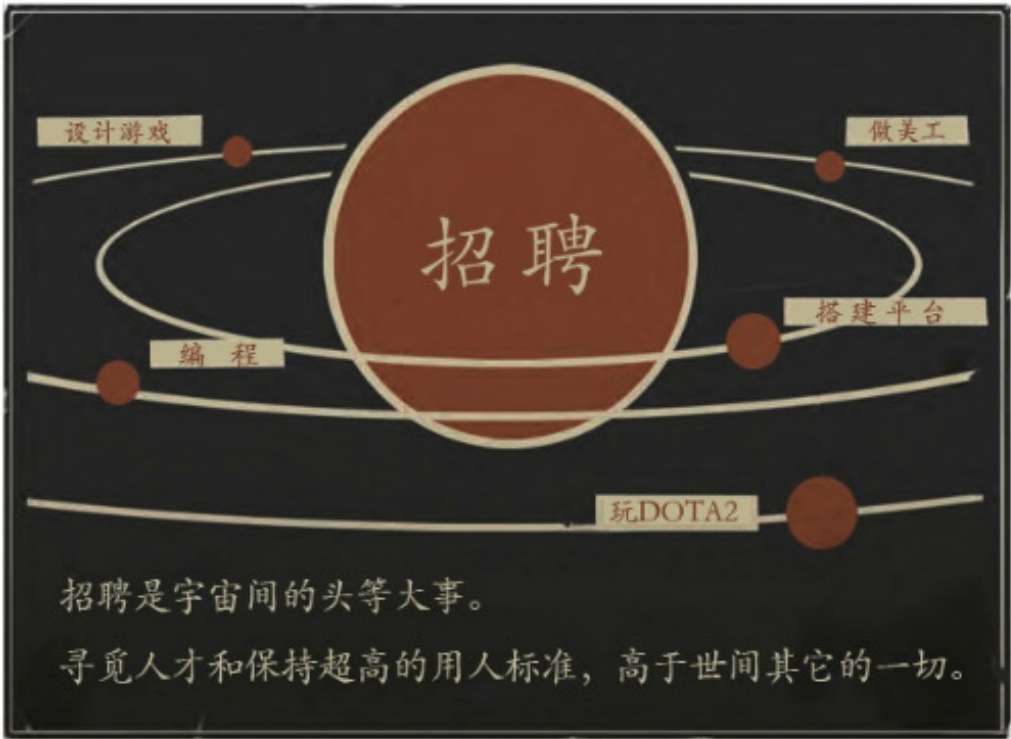 设计游戏
做美工
招聘
搭建平台
编程
玩DOTA2
招聘是宇宙间的头等大事。
寻觅人才和保持超高的用人标准，高于世间其它的一切。